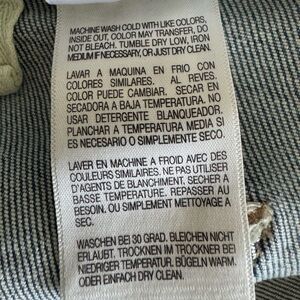 MACHINE WASH COLD WITH LIKE COLORS,
INSIDE OUT, COLOR MAY TRANSFER, DO
NOT BLEACH. TUMBLE DRY LOW, IRON
MEDIUM IF NECESSARY, OR JUST DRY CLEAN.
LAVAR A MAQUINA EN FRIO CON
COLORES SIMILARES. AL REVES.
COLOR PUEDE CAMBIAR. SECAR EN
SECADORA A BAJA TEMPERATURA. NO
USAR DETERGENTE BLANQUEADOR.
PLANCHAR A TEMPERATURA MEDIA SI
ES NECESARIO O SIMPLEMENTE SECO.
LAVER EN MACHINE A FROID AVEC DES
COULEURS SIMILAIRES. NE PAS UTILISER
D'AGENTS DE BLANCHIMENT, SECHER A
BASSE TEMPERATURE. REPASSER AU
BESOIN. OU SIMPLEMENT METTOYAGE A
SEC.
WASCHEN BEI 30 GRAD. BLEICHEN NICHT
ERLAUBT. TROCKNEN IM TROCKNER BEI
NIEDRIGER TEMPERATUR. BÜGELN WARM.
ODER EINFACH DRY CLEAN.